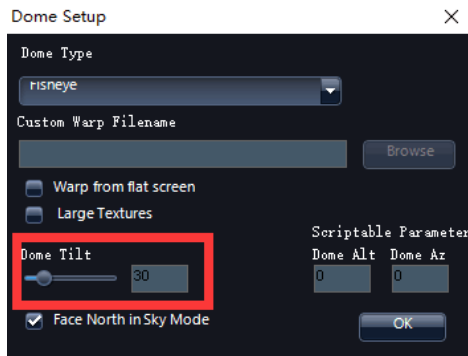 Dome Setup
Dome Type
Fisheye
Custom Warp Filename
Browse
Warp from flat screen
Large Textures
Scriptable Parameter
Dome Tilt
Dome Alt Dome Az
30
0 0
Face North in Sky Mode
OK